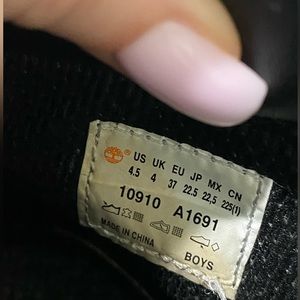 US UK EU JP MX CN
4.5 4 37 22.5 22,5 225(1)
10910 A1691
MADE IN CHINA
BOYS